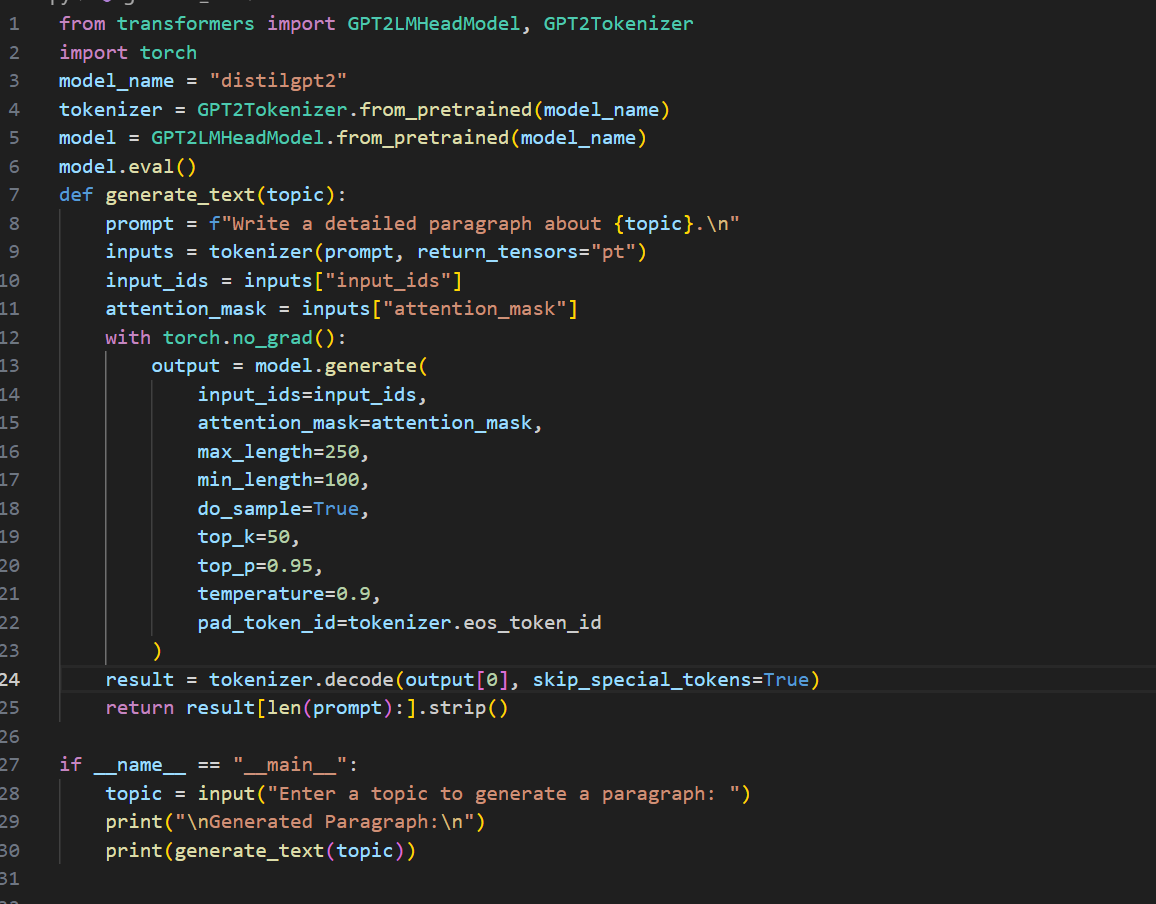 1 from transformers import GPT2LMHeadModel, GPT2Tokenizer
2 import torch
3 model_name = "distilgpt2"
4 tokenizer = GPT2Tokenizer.from_pretrained(model_name)
5 model = GPT2LMHeadModel.from_pretrained(model_name)
6 model.eval()
7 def generate_text(topic):
8     prompt = f"Write a detailed paragraph about {topic}.\n"
9     inputs = tokenizer(prompt, return_tensors="pt")
10     input_ids = inputs["input_ids"]
11     attention_mask = inputs["attention_mask"]
12     with torch.no_grad():
13         output = model.generate(
14             input_ids=input_ids,
15             attention_mask=attention_mask,
16             max_length=250,
17             min_length=100,
18             do_sample=True,
19             top_k=50,
20             top_p=0.95,
21             temperature=0.9,
22             pad_token_id=tokenizer.eos_token_id
23         )
24     result = tokenizer.decode(output[0], skip_special_tokens=True)
25     return result[len(prompt):].strip()
26
27 if __name__ == "__main__":
28     topic = input("Enter a topic to generate a paragraph: ")
29     print("\nGenerated Paragraph:\n")
30     print(generate_text(topic))
31